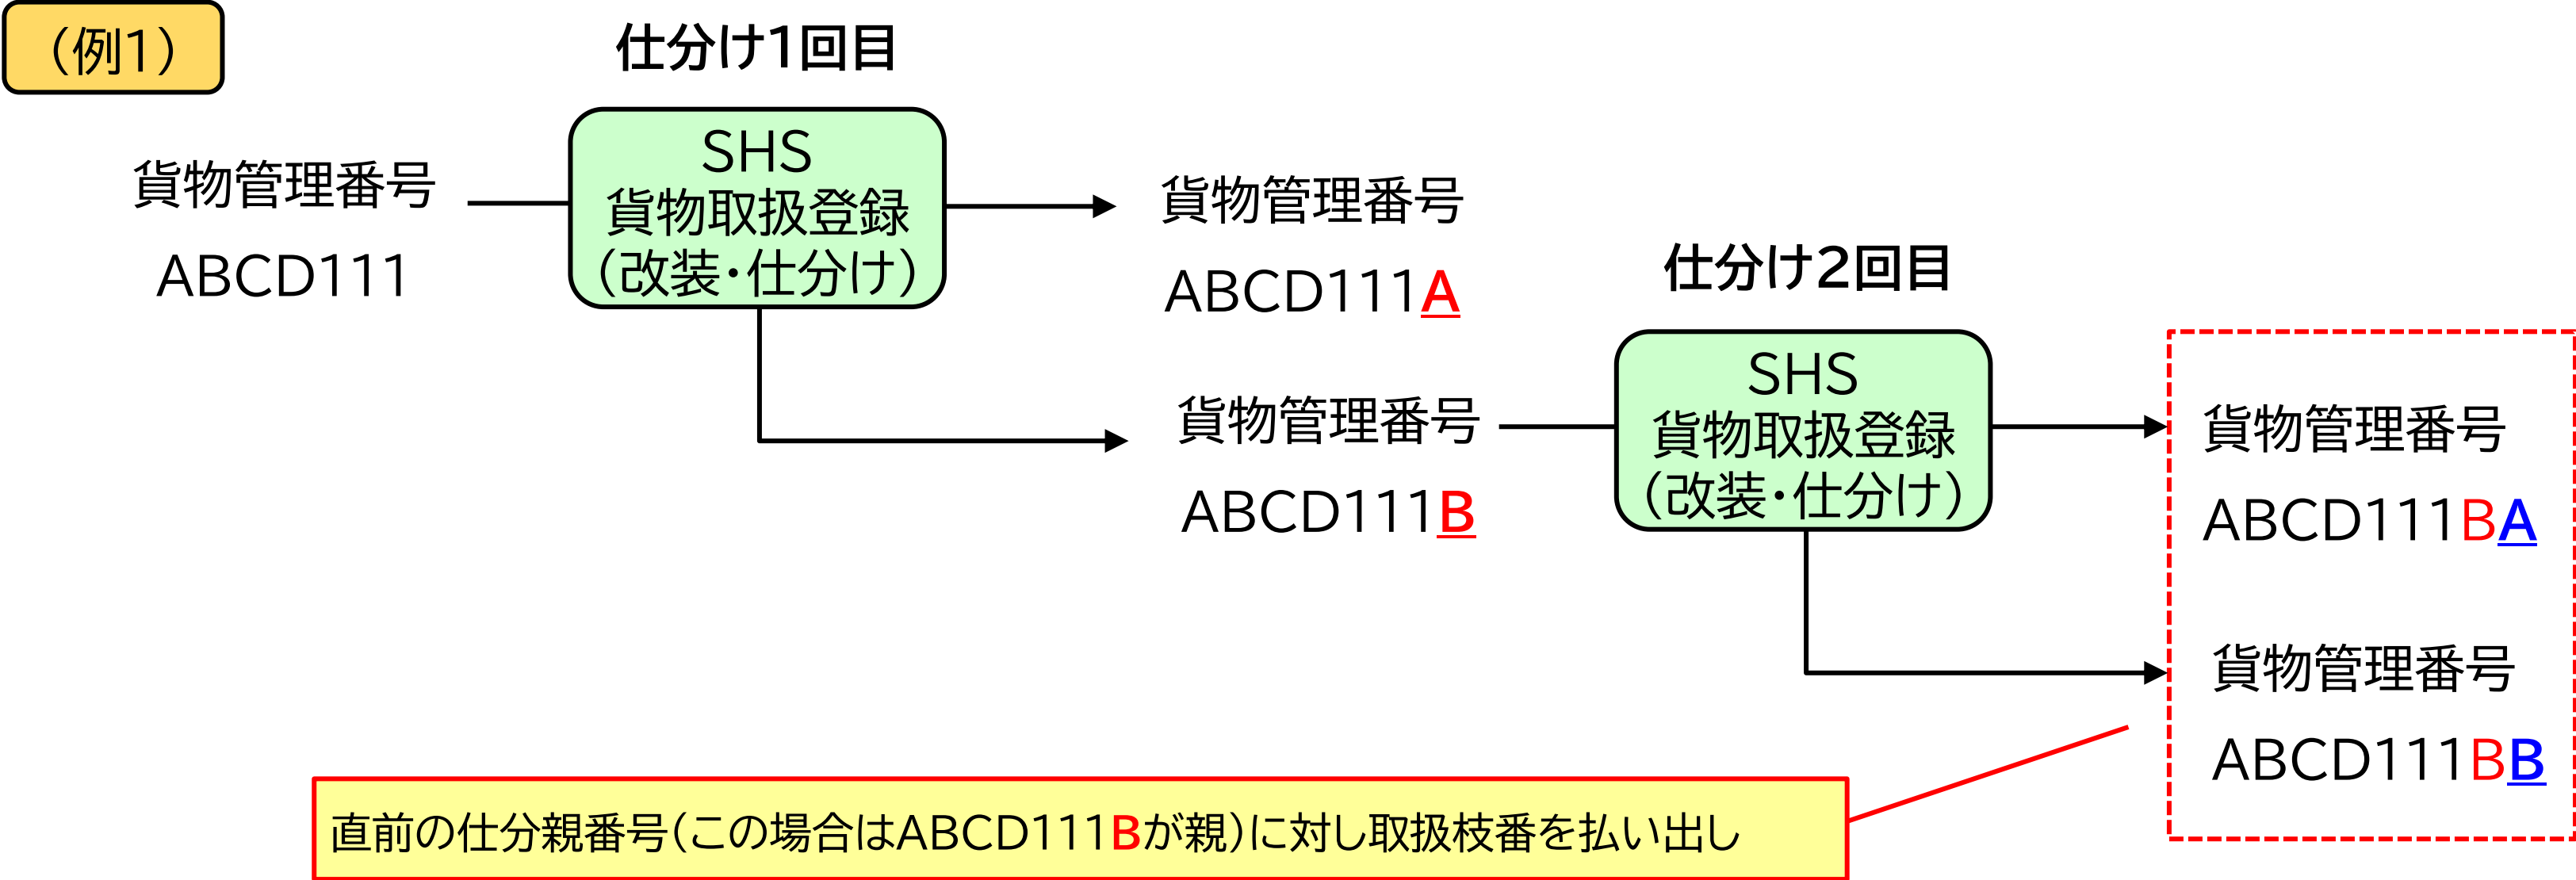 （例１）
仕分け１回目
貨物管理番号
ABCD111
SHS
貨物取扱登録
（改装・仕分け）
貨物管理番号
ABCD111A
貨物管理番号
ABCD111B
仕分け２回目
SHS
貨物取扱登録
（改装・仕分け）
貨物管理番号
ABCD111BA
貨物管理番号
ABCD111BB
直前の仕分親番号（この場合はABCD111Bが親）に対し取扱枝番を払い出し